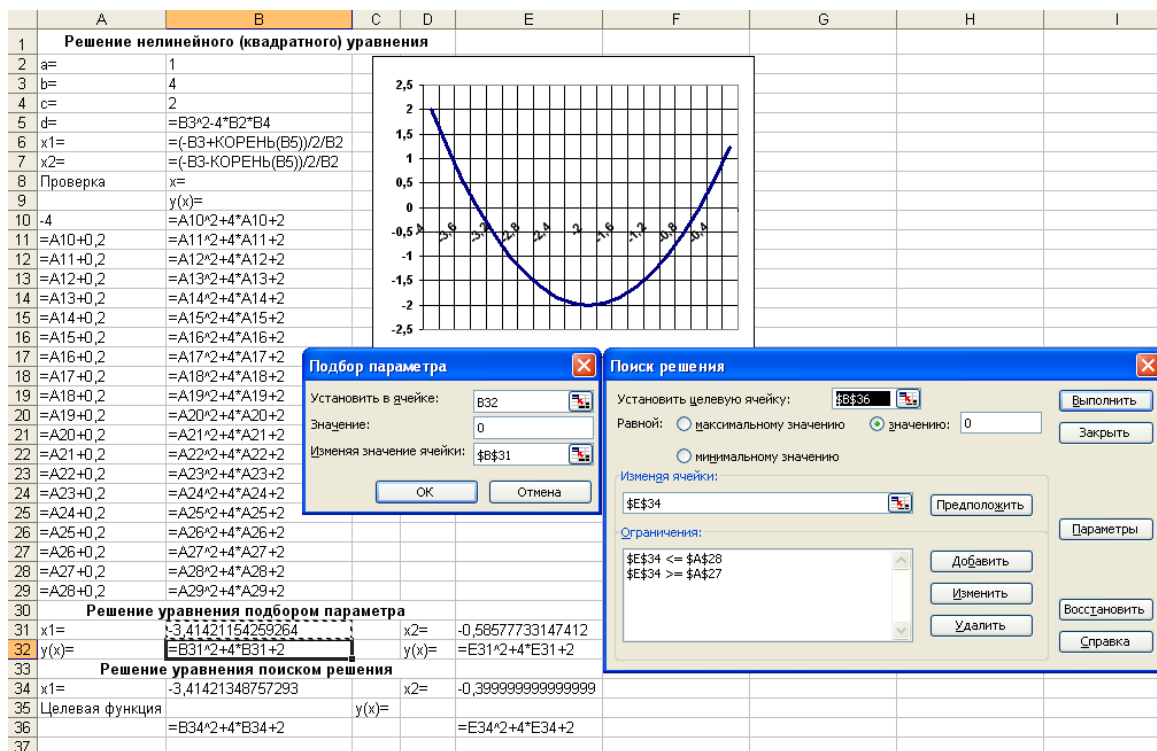 A B C D E F G H I
1 Решение нелинейного (квадратного) уравнения
2 a= 1
3 b= 4
4 c= 2
5 d= =B3^2-4*B2*B4
6 x1= =(-B3+КОРЕНЬ(B5))/2/B2
7 x2= =(-B3-КОРЕНЬ(B5))/2/B2
8 Проверка x=
9 y(x)=
10 -4 =A10^2+4*A10+2
11 =A10+0,2 =A11^2+4*A11+2
12 =A11+0,2 =A12^2+4*A12+2
13 =A12+0,2 =A13^2+4*A13+2
14 =A13+0,2 =A14^2+4*A14+2
15 =A14+0,2 =A15^2+4*A15+2
16 =A15+0,2 =A16^2+4*A16+2
17 =A16+0,2 =A17^2+4*A17+2
18 =A17+0,2 =A18^2+4*A18+2
19 =A18+0,2 =A19^2+4*A19+2
20 =A19+0,2 =A20^2+4*A20+2
21 =A20+0,2 =A21^2+4*A21+2
22 =A21+0,2 =A22^2+4*A22+2
23 =A22+0,2 =A23^2+4*A23+2
24 =A23+0,2 =A24^2+4*A24+2
25 =A24+0,2 =A25^2+4*A25+2
26 =A25+0,2 =A26^2+4*A26+2
27 =A26+0,2 =A27^2+4*A27+2
28 =A27+0,2 =A28^2+4*A28+2
29 =A28+0,2 =A29^2+4*A29+2
30 Решение уравнения подбором параметра
31 x1= -3,41421154259264 x2= -0,58577733147412
32 y(x)= =B31^2+4*B31+2 y(x)= =E31^2+4*E31+2
33 Решение уравнения поиском решения
34 x1= -3,41421348757293 x2= -0,399999999999999
35 Целевая функция y(x)=
36 =B34^2+4*B34+2 =E34^2+4*E34+2
37
2,5
2
1,5
1
0,5
0
-0,5
-1
-1,5
-2
-2,5
-4 -3,6 -3,2 -2,8 -2,4 -2 -1,6 -1,2 -0,8 -0,4
Подбор параметра
Установить в ячейке: B32
Значение: 0
Изменяя значение ячейки: $B$31
ОК Отмена
Поиск решения
Установить целевую ячейку: $B$36
Равной: максимальному значению значению: 0
минимальному значению
Изменяя ячейки:
$E$34
Предположить
Ограничения:
$E$34 <= $A$28
$E$34 >= $A$27
Добавить
Изменить
Удалить
Выполнить
Закрыть
Параметры
Восстановить
Справка